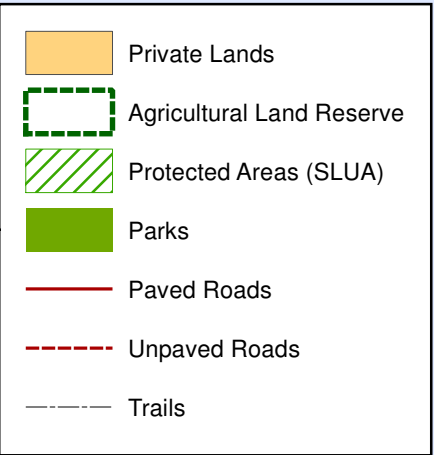 Private Lands
Agricultural Land Reserve
Protected Areas (SLUA)
Parks
Paved Roads
Unpaved Roads
Trails